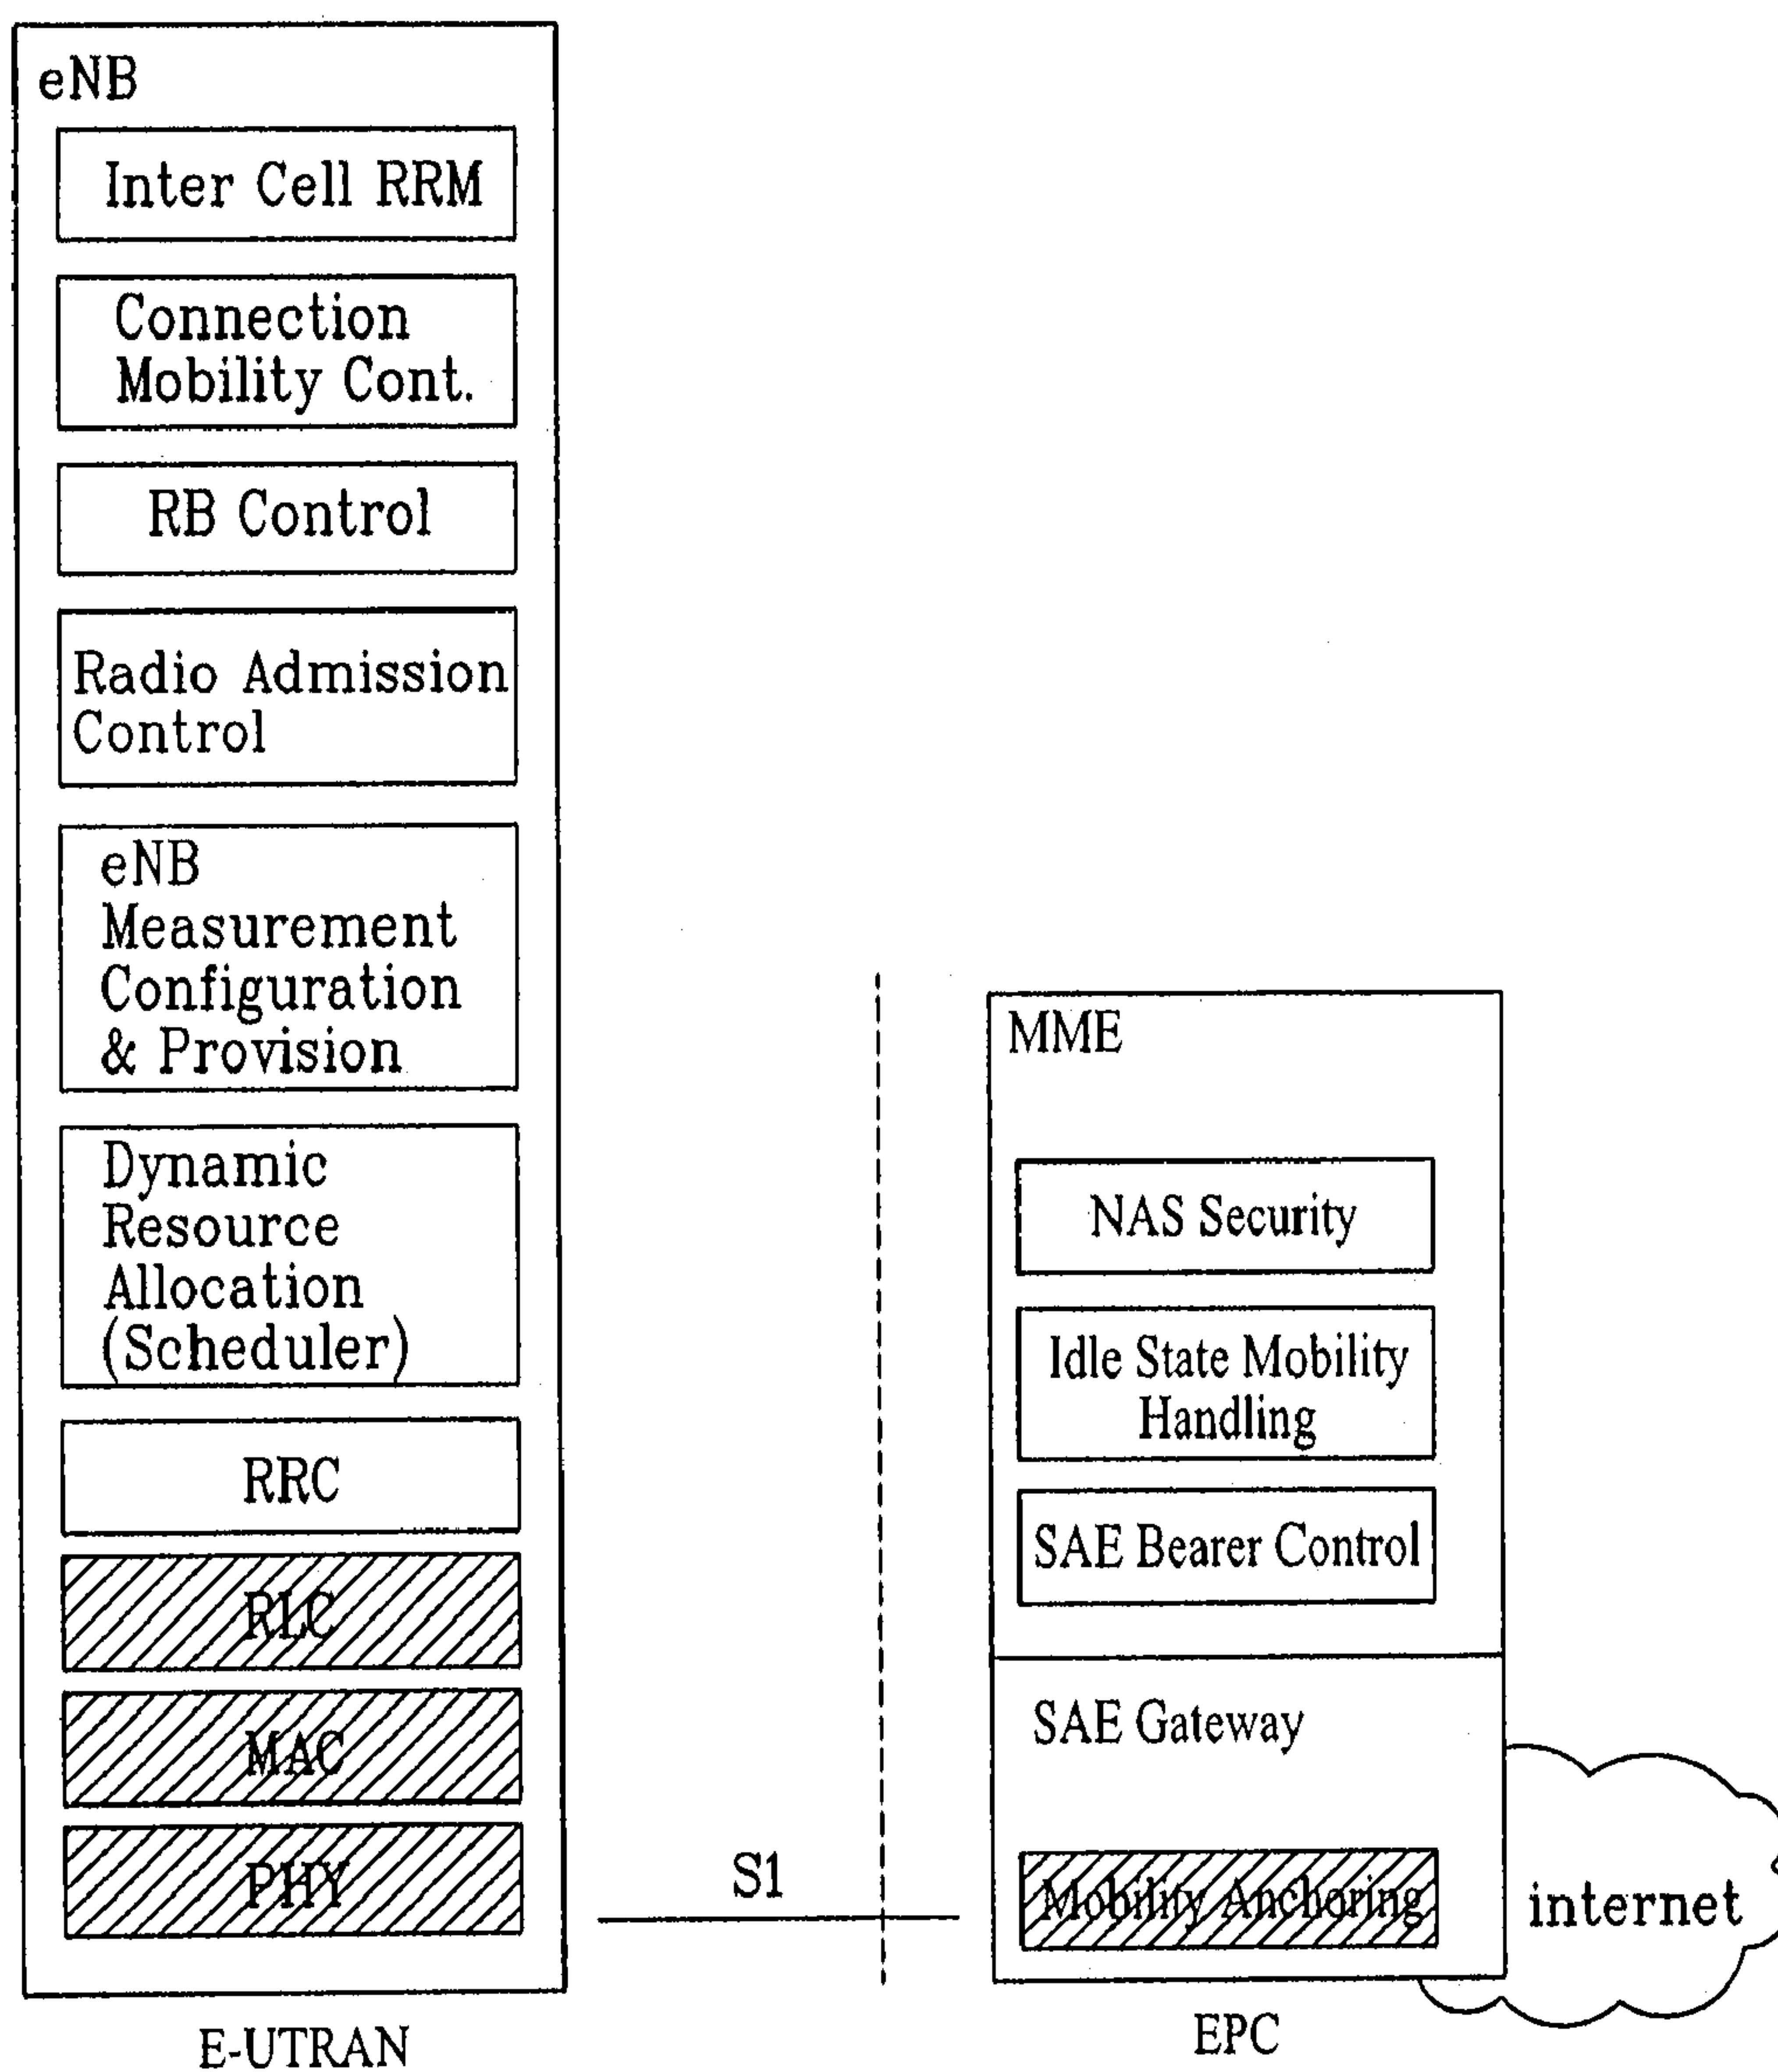 eNB
Inter Cell RRM
Connection
Mobility Cont.
RB Control
Radio Admission
Control
eNB
Measurement
Configuration
& Provision
Dynamic
Resource
Allocation
(Scheduler)
RRC
RLC
MAC
PHY
E-UTRAN
S1
MME
NAS Security
Idle State Mobility
Handling
SAE Bearer Control
SAE Gateway
Mobility Anchoring
EPC
internet